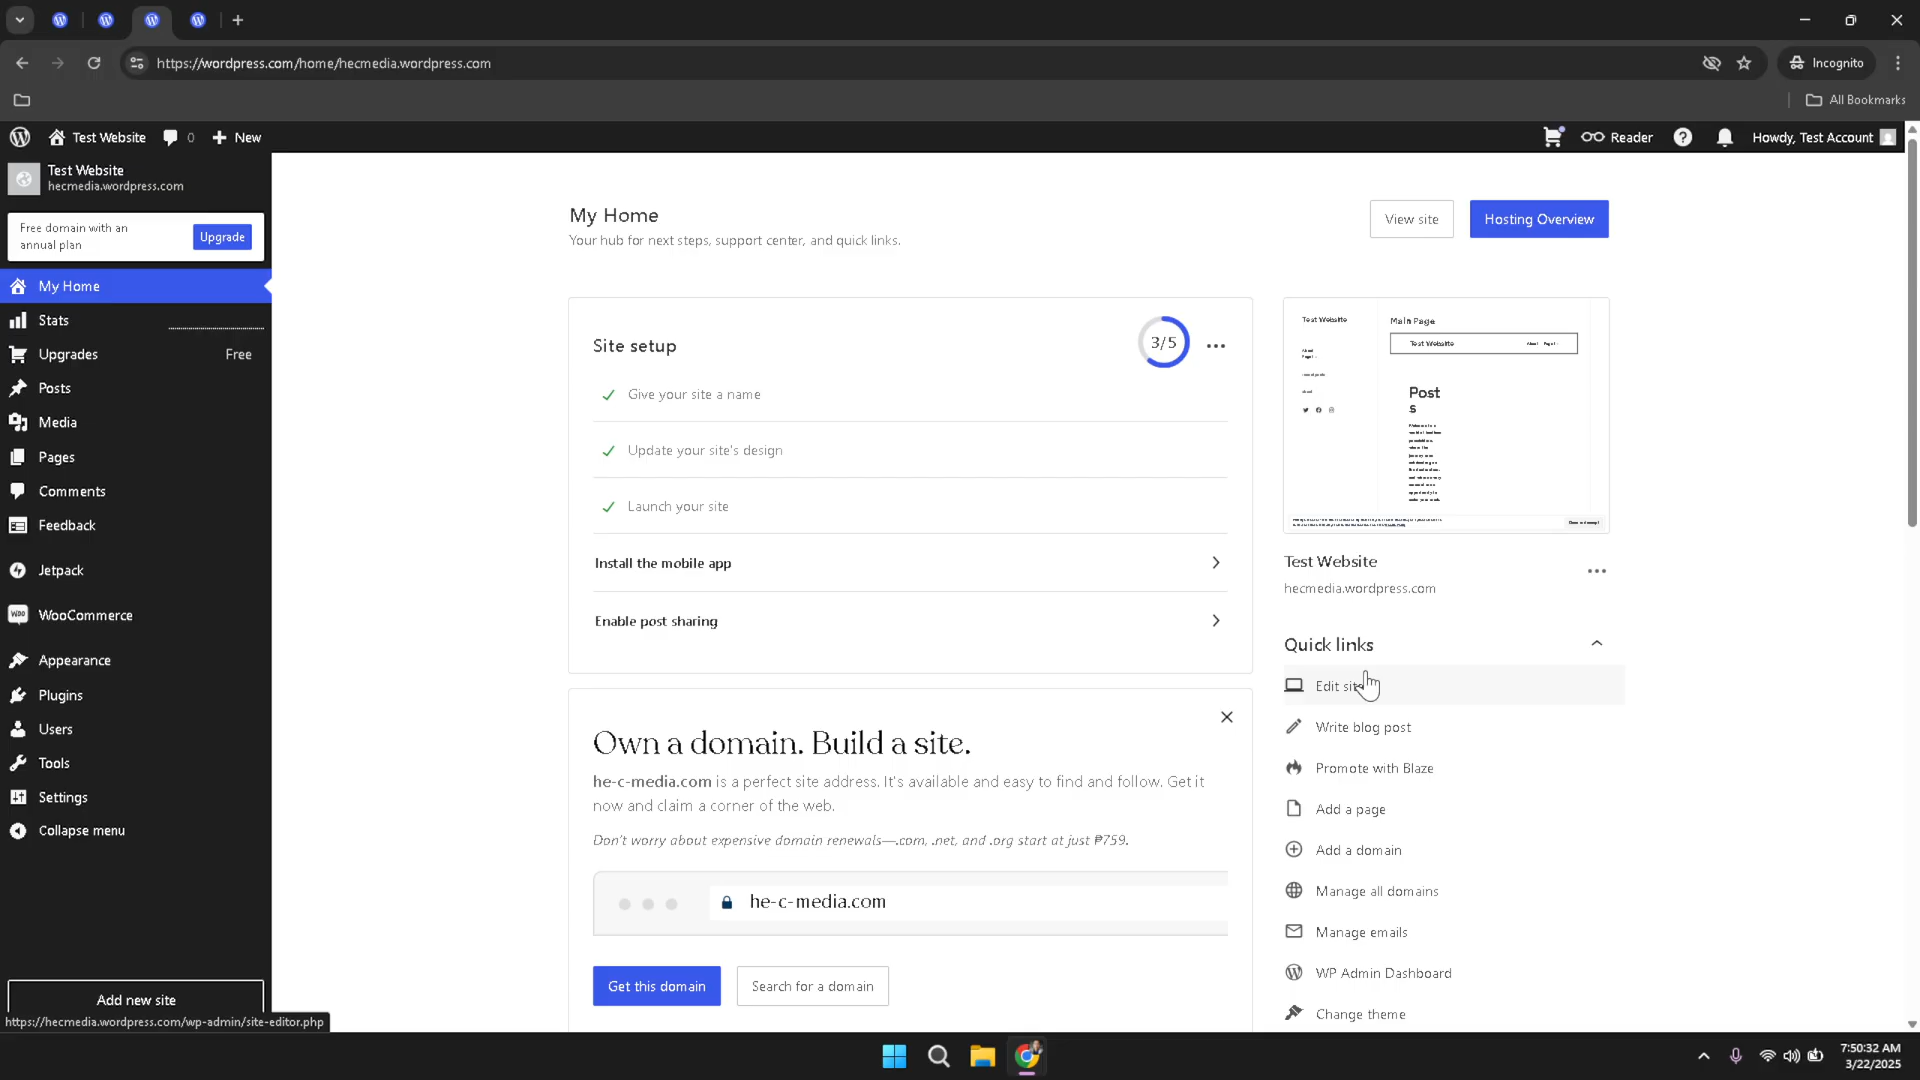 https://wordpress.com/home/hecmedia.wordpress.com
Incognito
All Bookmarks
Test Website
0
New
Reader
Howdy, Test Account
Test Website
hecmedia.wordpress.com
Free domain with an
annual plan
Upgrade
My Home
Stats
Upgrades
Free
Posts
Media
Pages
Comments
Feedback
Jetpack
WooCommerce
Appearance
Plugins
Users
Tools
Settings
Collapse menu
Add new site
https://hecmedia.wordpress.com/wp-admin/site-editor.php
My Home
Your hub for next steps, support center, and quick links.
View site
Hosting Overview
Site setup
3/5
Give your site a name
Update your site's design
Launch your site
Install the mobile app
Enable post sharing
Own a domain. Build a site.
he-c-media.com is a perfect site address. It's available and easy to find and follow. Get it
now and claim a corner of the web.
Don't worry about expensive domain renewals—.com, .net, and .org start at just ₱759.
he-c-media.com
Get this domain
Search for a domain
Test Website
Main Page
Test Website
About
Post
s
Test Website
hecmedia.wordpress.com
Quick links
Edit site
Write blog post
Promote with Blaze
Add a page
Add a domain
Manage all domains
Manage emails
WP Admin Dashboard
Change theme
7:50:32 AM
3/22/2025